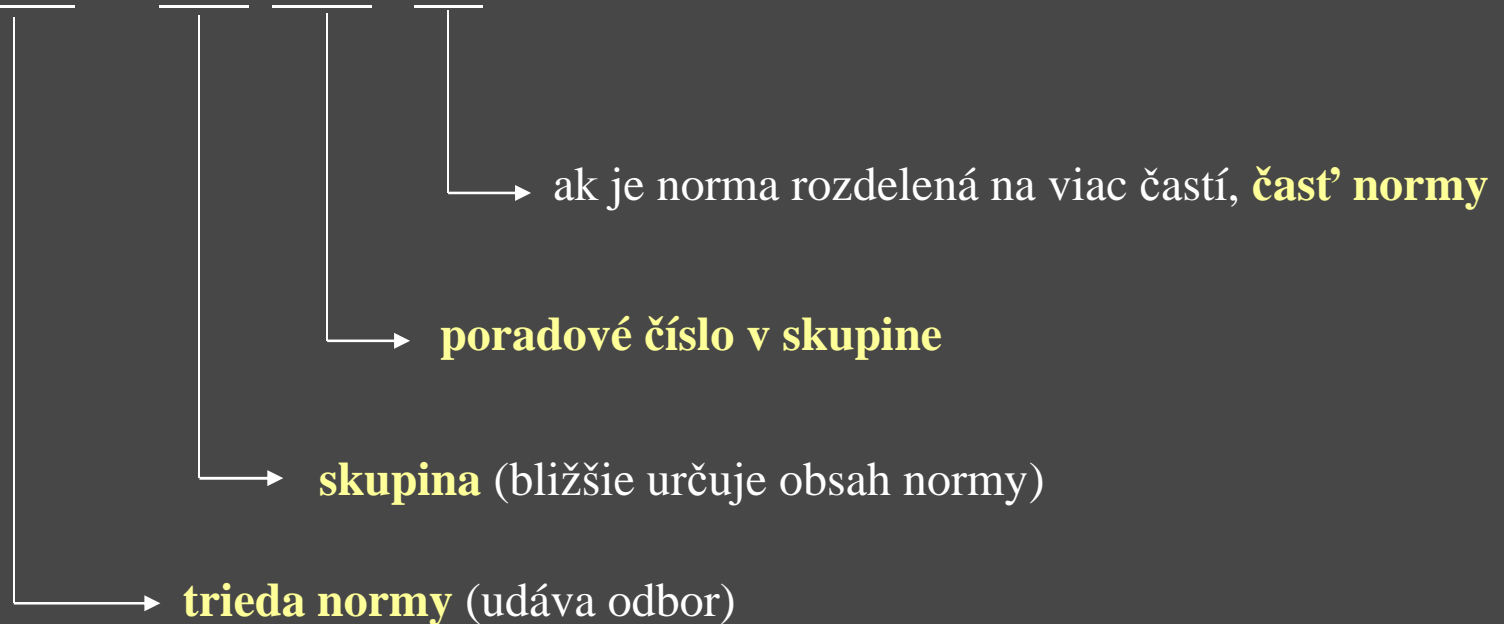 ak je norma rozdelená na viac častí, časť normy
poradové číslo v skupine
skupina (bližšie určuje obsah normy)
trieda normy (udáva odbor)